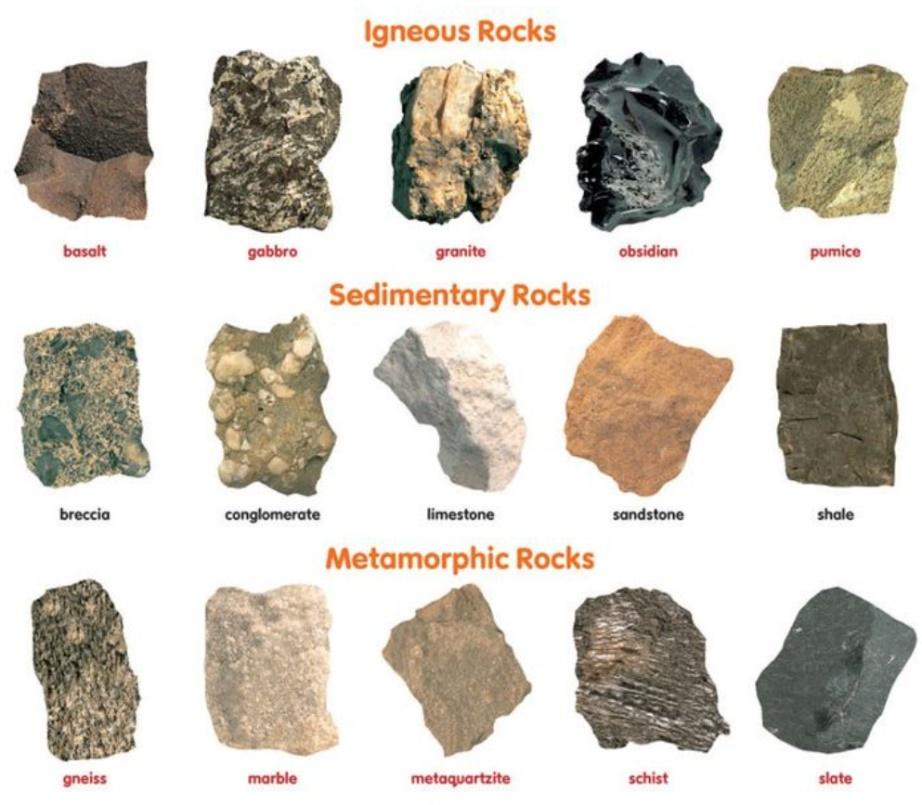 Igneous Rocks
basalt gabbro granite obsidian pumice
Sedimentary Rocks
breccia conglomerate limestone sandstone shale
Metamorphic Rocks
gneiss marble metaquartzite schist slate